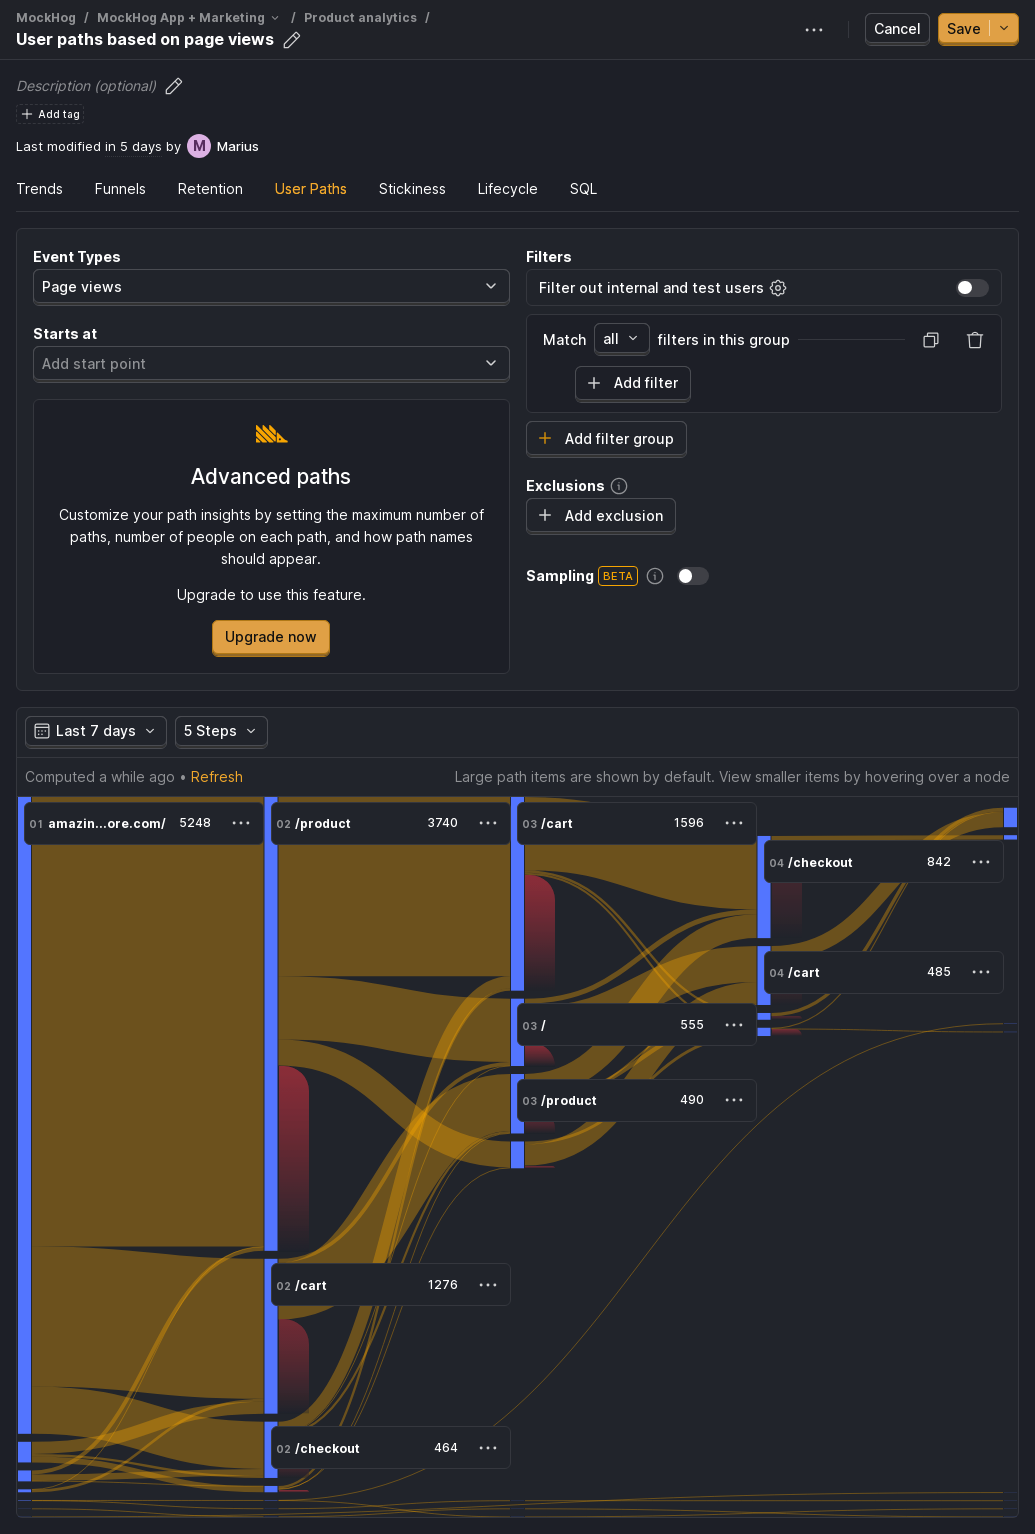 MockHog / MockHog App + Marketing / Product analytics /
User paths based on page views
Cancel
Save
Description (optional)
Add tag
Last modified in 5 days by M Marius
Trends Funnels Retention User Paths Stickiness Lifecycle SQL
Event Types
Page views
Starts at
Add start point
Advanced paths
Customize your path insights by setting the maximum number of
paths, number of people on each path, and how path names
should appear.
Upgrade to use this feature.
Upgrade now
Filters
Filter out internal and test users
Match all filters in this group
Add filter
Add filter group
Exclusions
Add exclusion
Sampling BETA
Last 7 days 5 Steps
Computed a while ago • Refresh
Large path items are shown by default. View smaller items by hovering over a node
01 amazin...ore.com/ 5248
02 /product 3740
03 /cart 1596
04 /checkout 842
04 /cart 485
03 / 555
03 /product 490
02 /cart 1276
02 /checkout 464